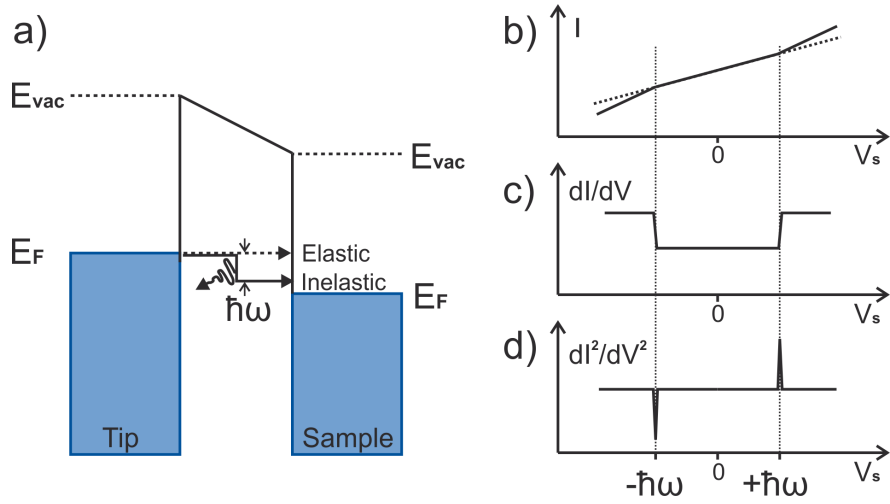 a)
Evac
Evac
EF
Elastic
Inelastic
ħω
EF
Tip
Sample
b)
I
0
Vs
c)
dI/dV
0
Vs
d)
dI²/dV²
0
Vs
-ħω
+ħω